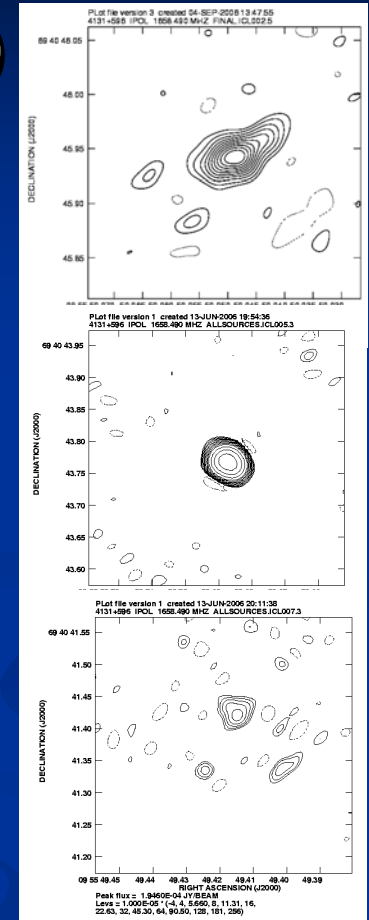 PLot file version 3 created 04-SEP-2006 13:47:55
4131+596 IPOL 1658.490 MHZ FINAL.ICL002.5
69 40 48.05
48.00
45.95
45.90
45.85
DECLINATION (J2000)
PLot file version 1 created 13-JUN-2006 19:54:36
4131+596 IPOL 1658.490 MHZ ALLSOURCES.ICL005.3
69 40 43.95
43.90
43.85
43.80
43.75
43.70
43.65
43.60
DECLINATION (J2000)
PLot file version 1 created 13-JUN-2006 20:11:38
4131+596 IPOL 1658.490 MHZ ALLSOURCES.ICL007.3
69 40 41.55
41.50
41.45
41.40
41.35
41.30
41.25
41.20
DECLINATION (J2000)
09 55 49.45 49.44 49.43 49.42 49.41 49.40 49.39
RIGHT ASCENSION (J2000)
Peak flux = 1.9460E-04 JY/BEAM
Levs = 1.000E-05 * (-4, 4, 5.660, 8, 11.31, 16,
22.63, 32, 45.30, 64, 90.50, 128, 181, 256)